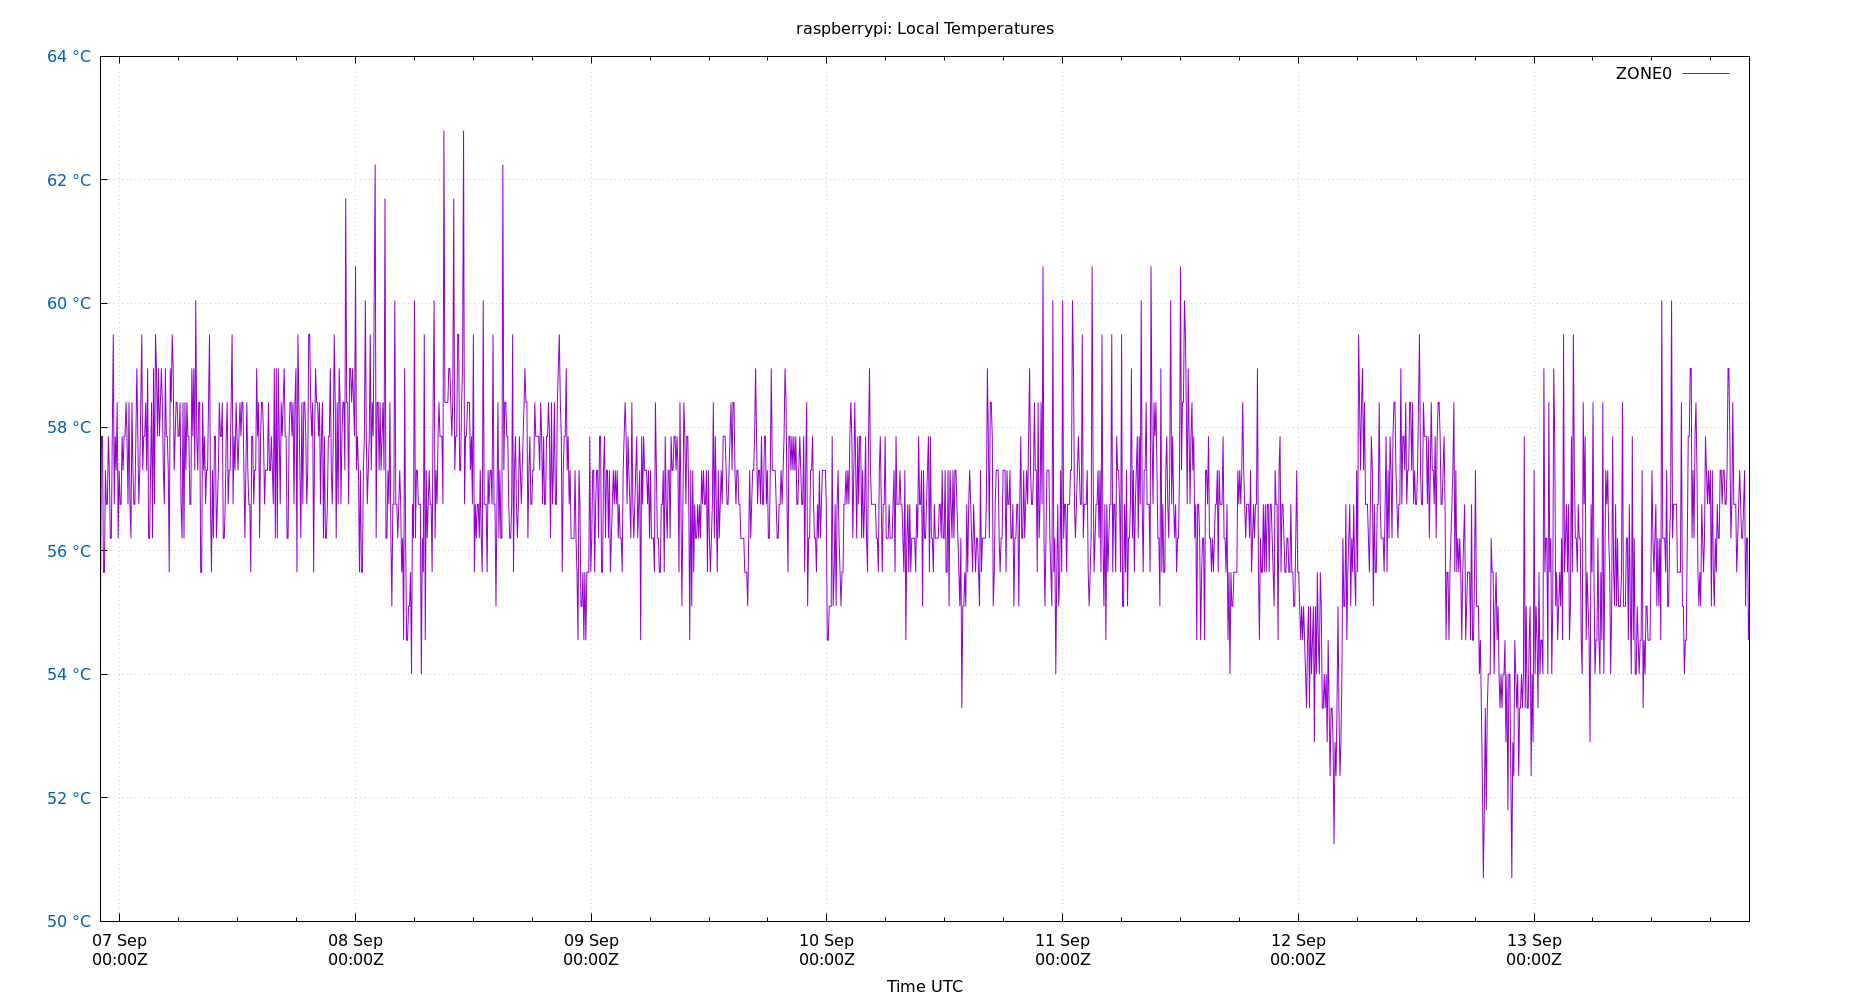 raspberrypi: Local Temperatures
64 °C
ZONE0
62 °C
60 °C
58 °C
56 °C
54 °C
52 °C
50 °C
07 Sep 08 Sep 09 Sep 10 Sep 11 Sep 12 Sep 13 Sep
00:00Z 00:00Z 00:00Z 00:00Z 00:00Z 00:00Z 00:00Z
Time UTC